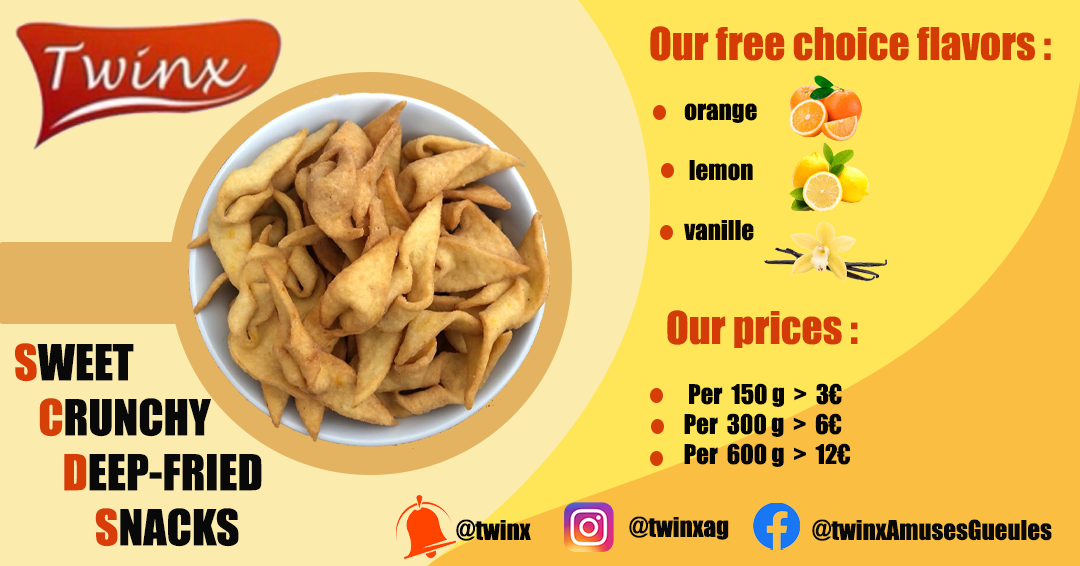 Twinx
SWEET
CRUNCHY
DEEP-FRIED
SNACKS
Our free choice flavors :
orange
lemon
vanille
Our prices :
Per 150 g > 3€
Per 300 g > 6€
Per 600 g > 12€
@twinx
@twinxag
@twinxAmusesGueules